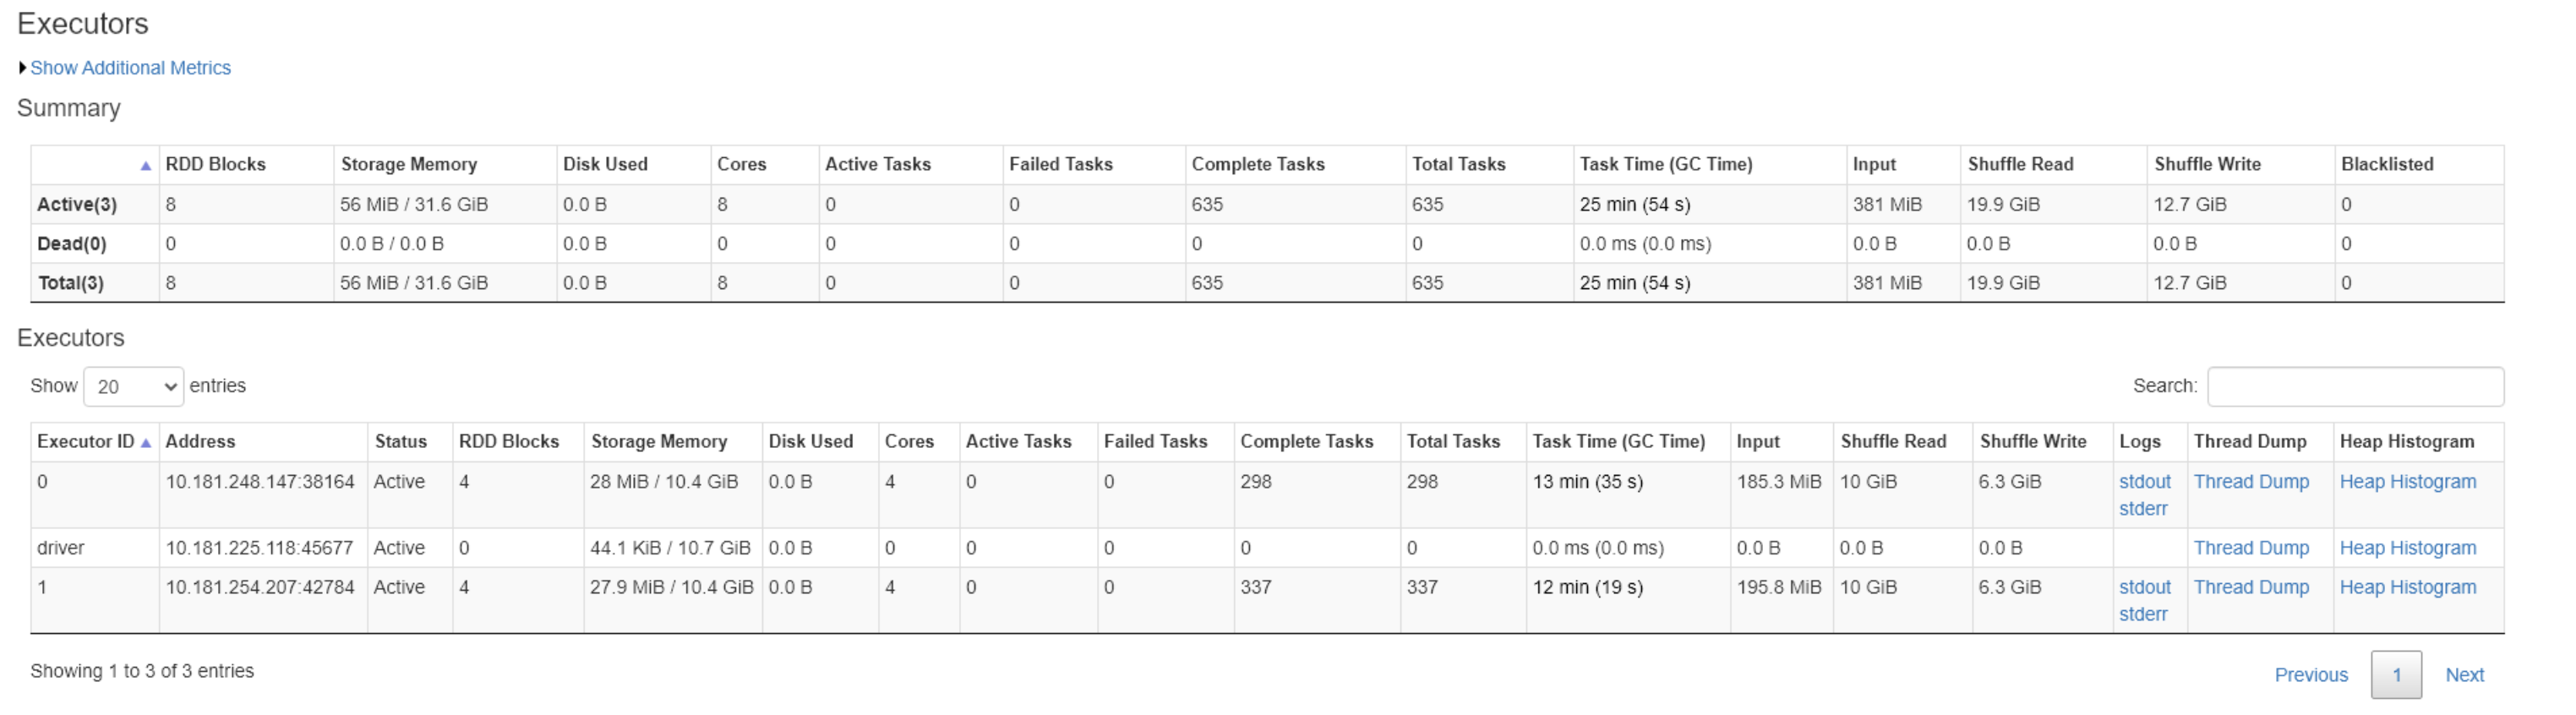 Executors
Show Additional Metrics
Summary
RDD Blocks Storage Memory Disk Used Cores Active Tasks Failed Tasks Complete Tasks Total Tasks Task Time (GC Time) Input Shuffle Read Shuffle Write Blacklisted
Active(3) 8 56 MiB / 31.6 GiB 0.0 B 8 0 0 635 635 25 min (54 s) 381 MiB 19.9 GiB 12.7 GiB 0
Dead(0) 0 0.0 B / 0.0 B 0.0 B 0 0 0 0 0 0.0 ms (0.0 ms) 0.0 B 0.0 B 0.0 B 0
Total(3) 8 56 MiB / 31.6 GiB 0.0 B 8 0 0 635 635 25 min (54 s) 381 MiB 19.9 GiB 12.7 GiB 0
Executors
Show 20 entries Search:
Executor ID Address Status RDD Blocks Storage Memory Disk Used Cores Active Tasks Failed Tasks Complete Tasks Total Tasks Task Time (GC Time) Input Shuffle Read Shuffle Write Logs Thread Dump Heap Histogram
0 10.181.248.147:38164 Active 4 28 MiB / 10.4 GiB 0.0 B 4 0 0 298 298 13 min (35 s) 185.3 MiB 10 GiB 6.3 GiB stdout Thread Dump Heap Histogram
stderr
driver 10.181.225.118:45677 Active 0 44.1 KiB / 10.7 GiB 0.0 B 0 0 0 0 0 0.0 ms (0.0 ms) 0.0 B 0.0 B 0.0 B Thread Dump Heap Histogram
1 10.181.254.207:42784 Active 4 27.9 MiB / 10.4 GiB 0.0 B 4 0 0 337 337 12 min (19 s) 195.8 MiB 10 GiB 6.3 GiB stdout Thread Dump Heap Histogram
stderr
Showing 1 to 3 of 3 entries Previous 1 Next